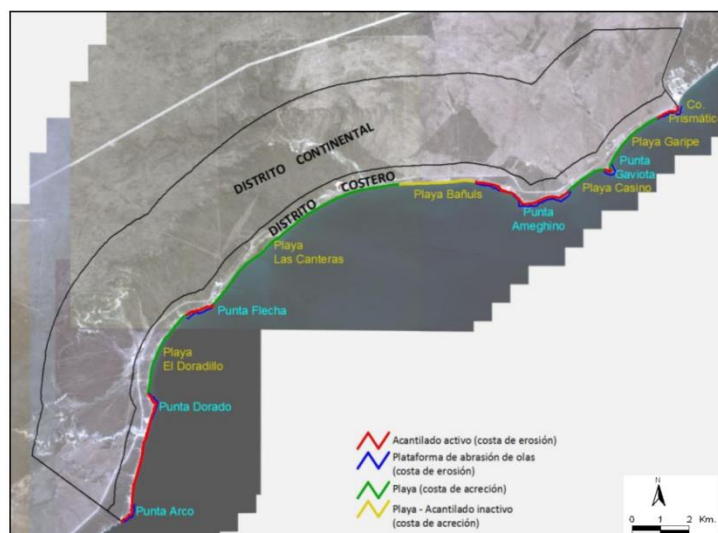 Co.
Prismático
Playa Garipe
Punta
Gaviota
Playa Casino
DISTRITO CONTINENTAL
DISTRITO COSTERO
Playa Bañuls
Punta
Ameghino
Playa
Las Canteras
Punta Flecha
Playa
El Doradillo
Punta Dorado
Punta Arco
Acantilado activo (costa de erosión)
Plataforma de abrasión de olas
(costa de erosión)
Playa (costa de acreción)
Playa - Acantilado inactivo
(costa de acreción)
N
0 1 2 Km.